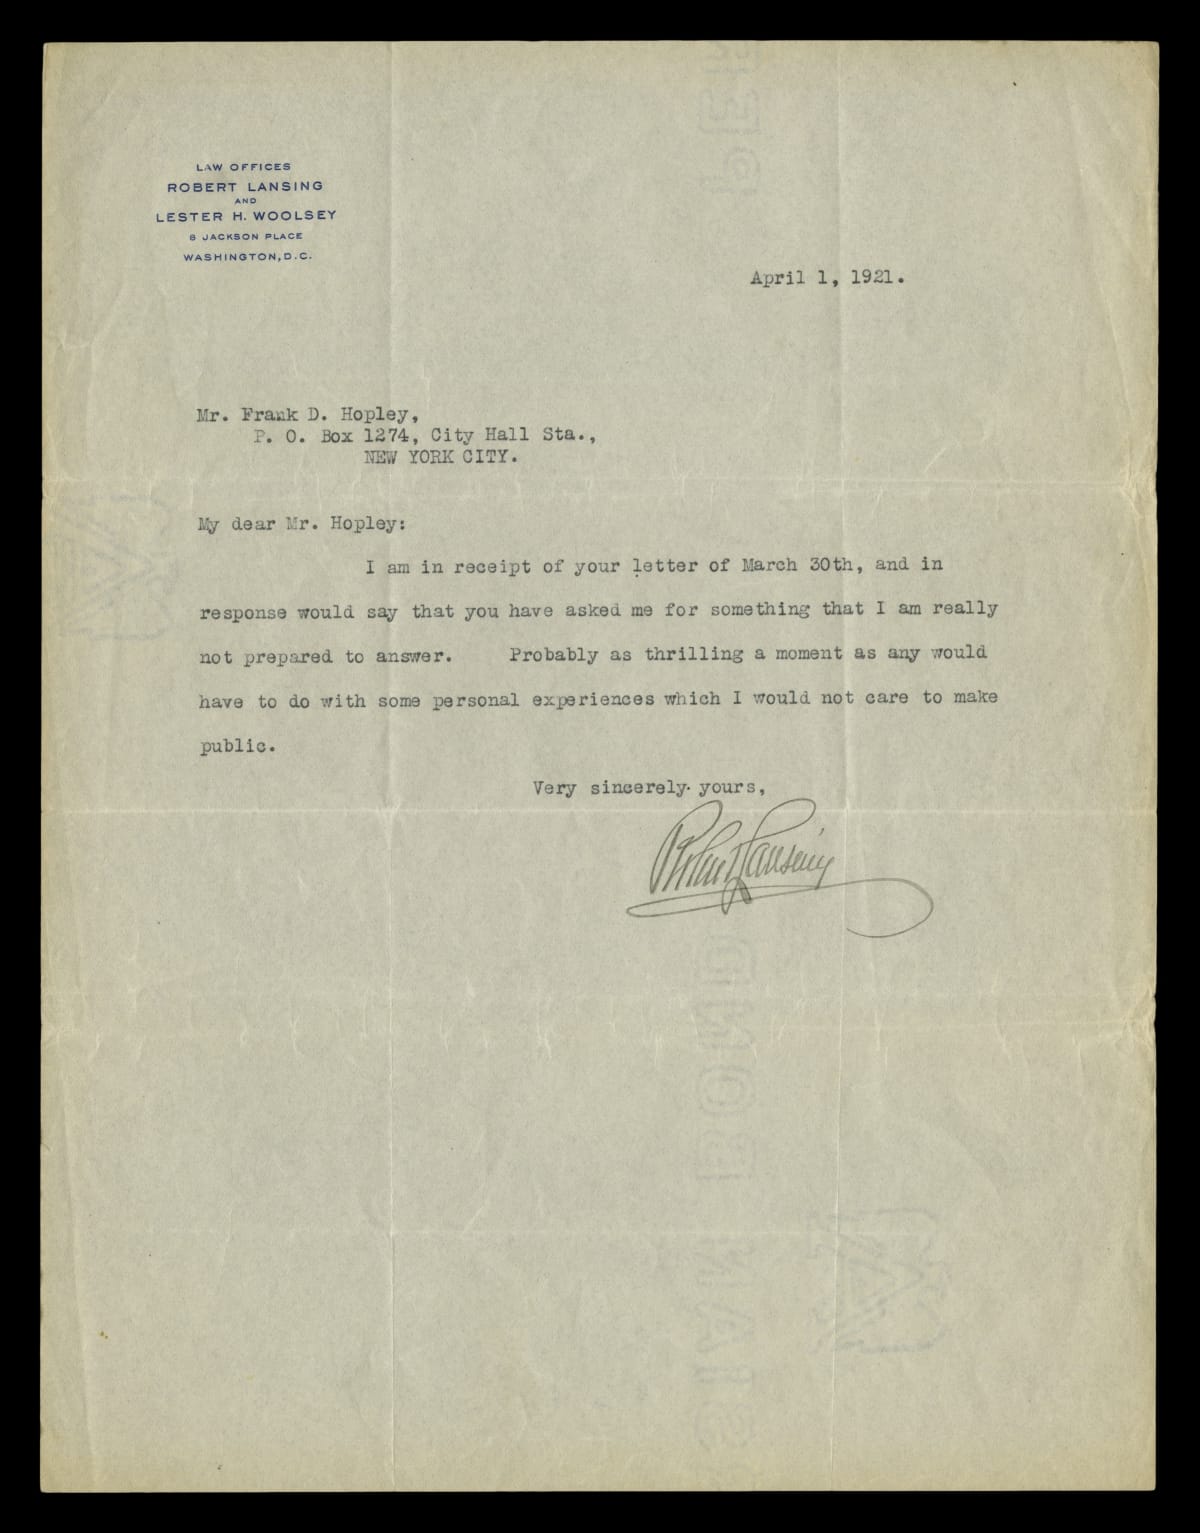 LAW OFFICES
ROBERT LANSING
AND
LESTER H. WOOLSEY
6 JACKSON PLACE
WASHINGTON, D.C.
April 1, 1921.
Mr. Frank D. Hopley,
P. O. Box 1274, City Hall Sta.,
NEW YORK CITY.
My dear Mr. Hopley:
I am in receipt of your letter of March 30th, and in
response would say that you have asked me for something that I am really
not prepared to answer. Probably as thrilling a moment as any would
have to do with some personal experiences which I would not care to make
public.
Very sincerely yours,
Robert Lansing